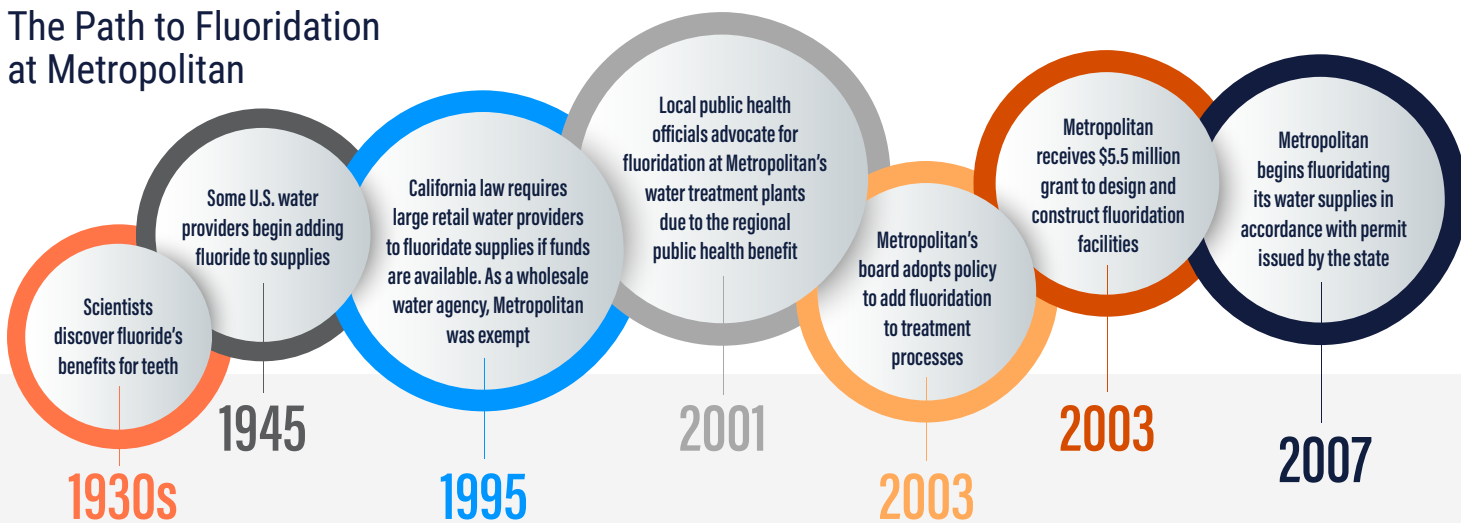 The Path to Fluoridation
at Metropolitan
Scientists
discover fluoride's
benefits for teeth
1930s
Some U.S. water
providers begin adding
fluoride to supplies
1945
California law requires
large retail water providers
to fluoridate supplies if funds
are available. As a wholesale
water agency, Metropolitan
was exempt
1995
Local public health
officials advocate for
fluoridation at Metropolitan's
water treatment plants
due to the regional
public health benefit
2001
Metropolitan's
board adopts policy
to add fluoridation
to treatment
processes
2003
Metropolitan
receives $5.5 million
grant to design and
construct fluoridation
facilities
2003
Metropolitan
begins fluoridating
its water supplies in
accordance with permit
issued by the state
2007